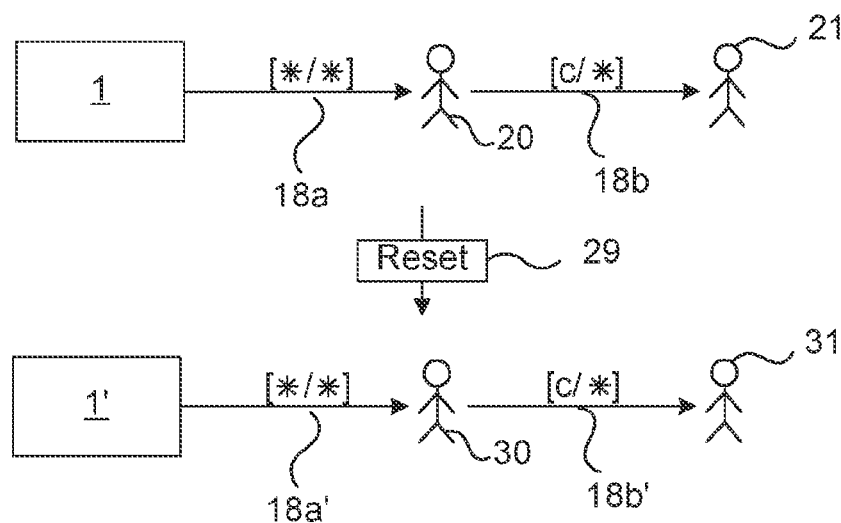 21
[*/*] [c/*]
1
20
18a 18b
Reset 29
31
[*/*] [c/*]
1'
30
18a' 18b'